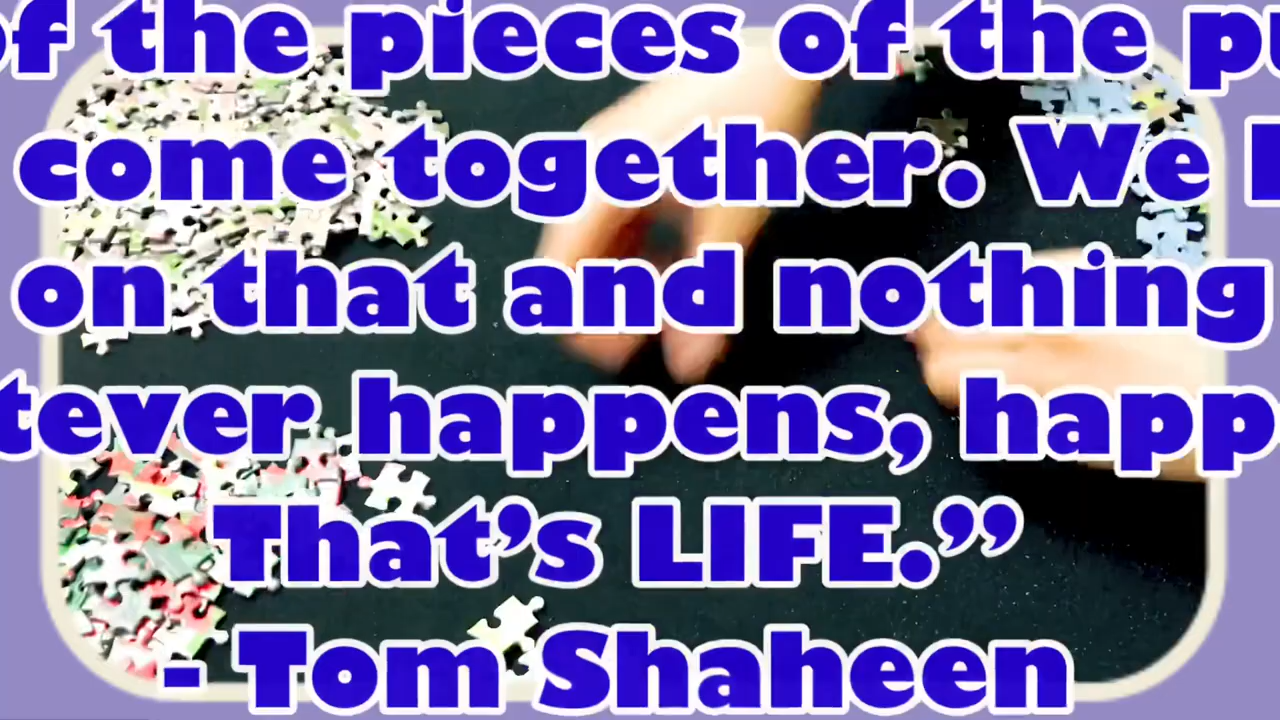 of the pieces of the pu
come together. We
on that and nothing
tever happens, happ
That's LIFE.”
- Tom Shaheen